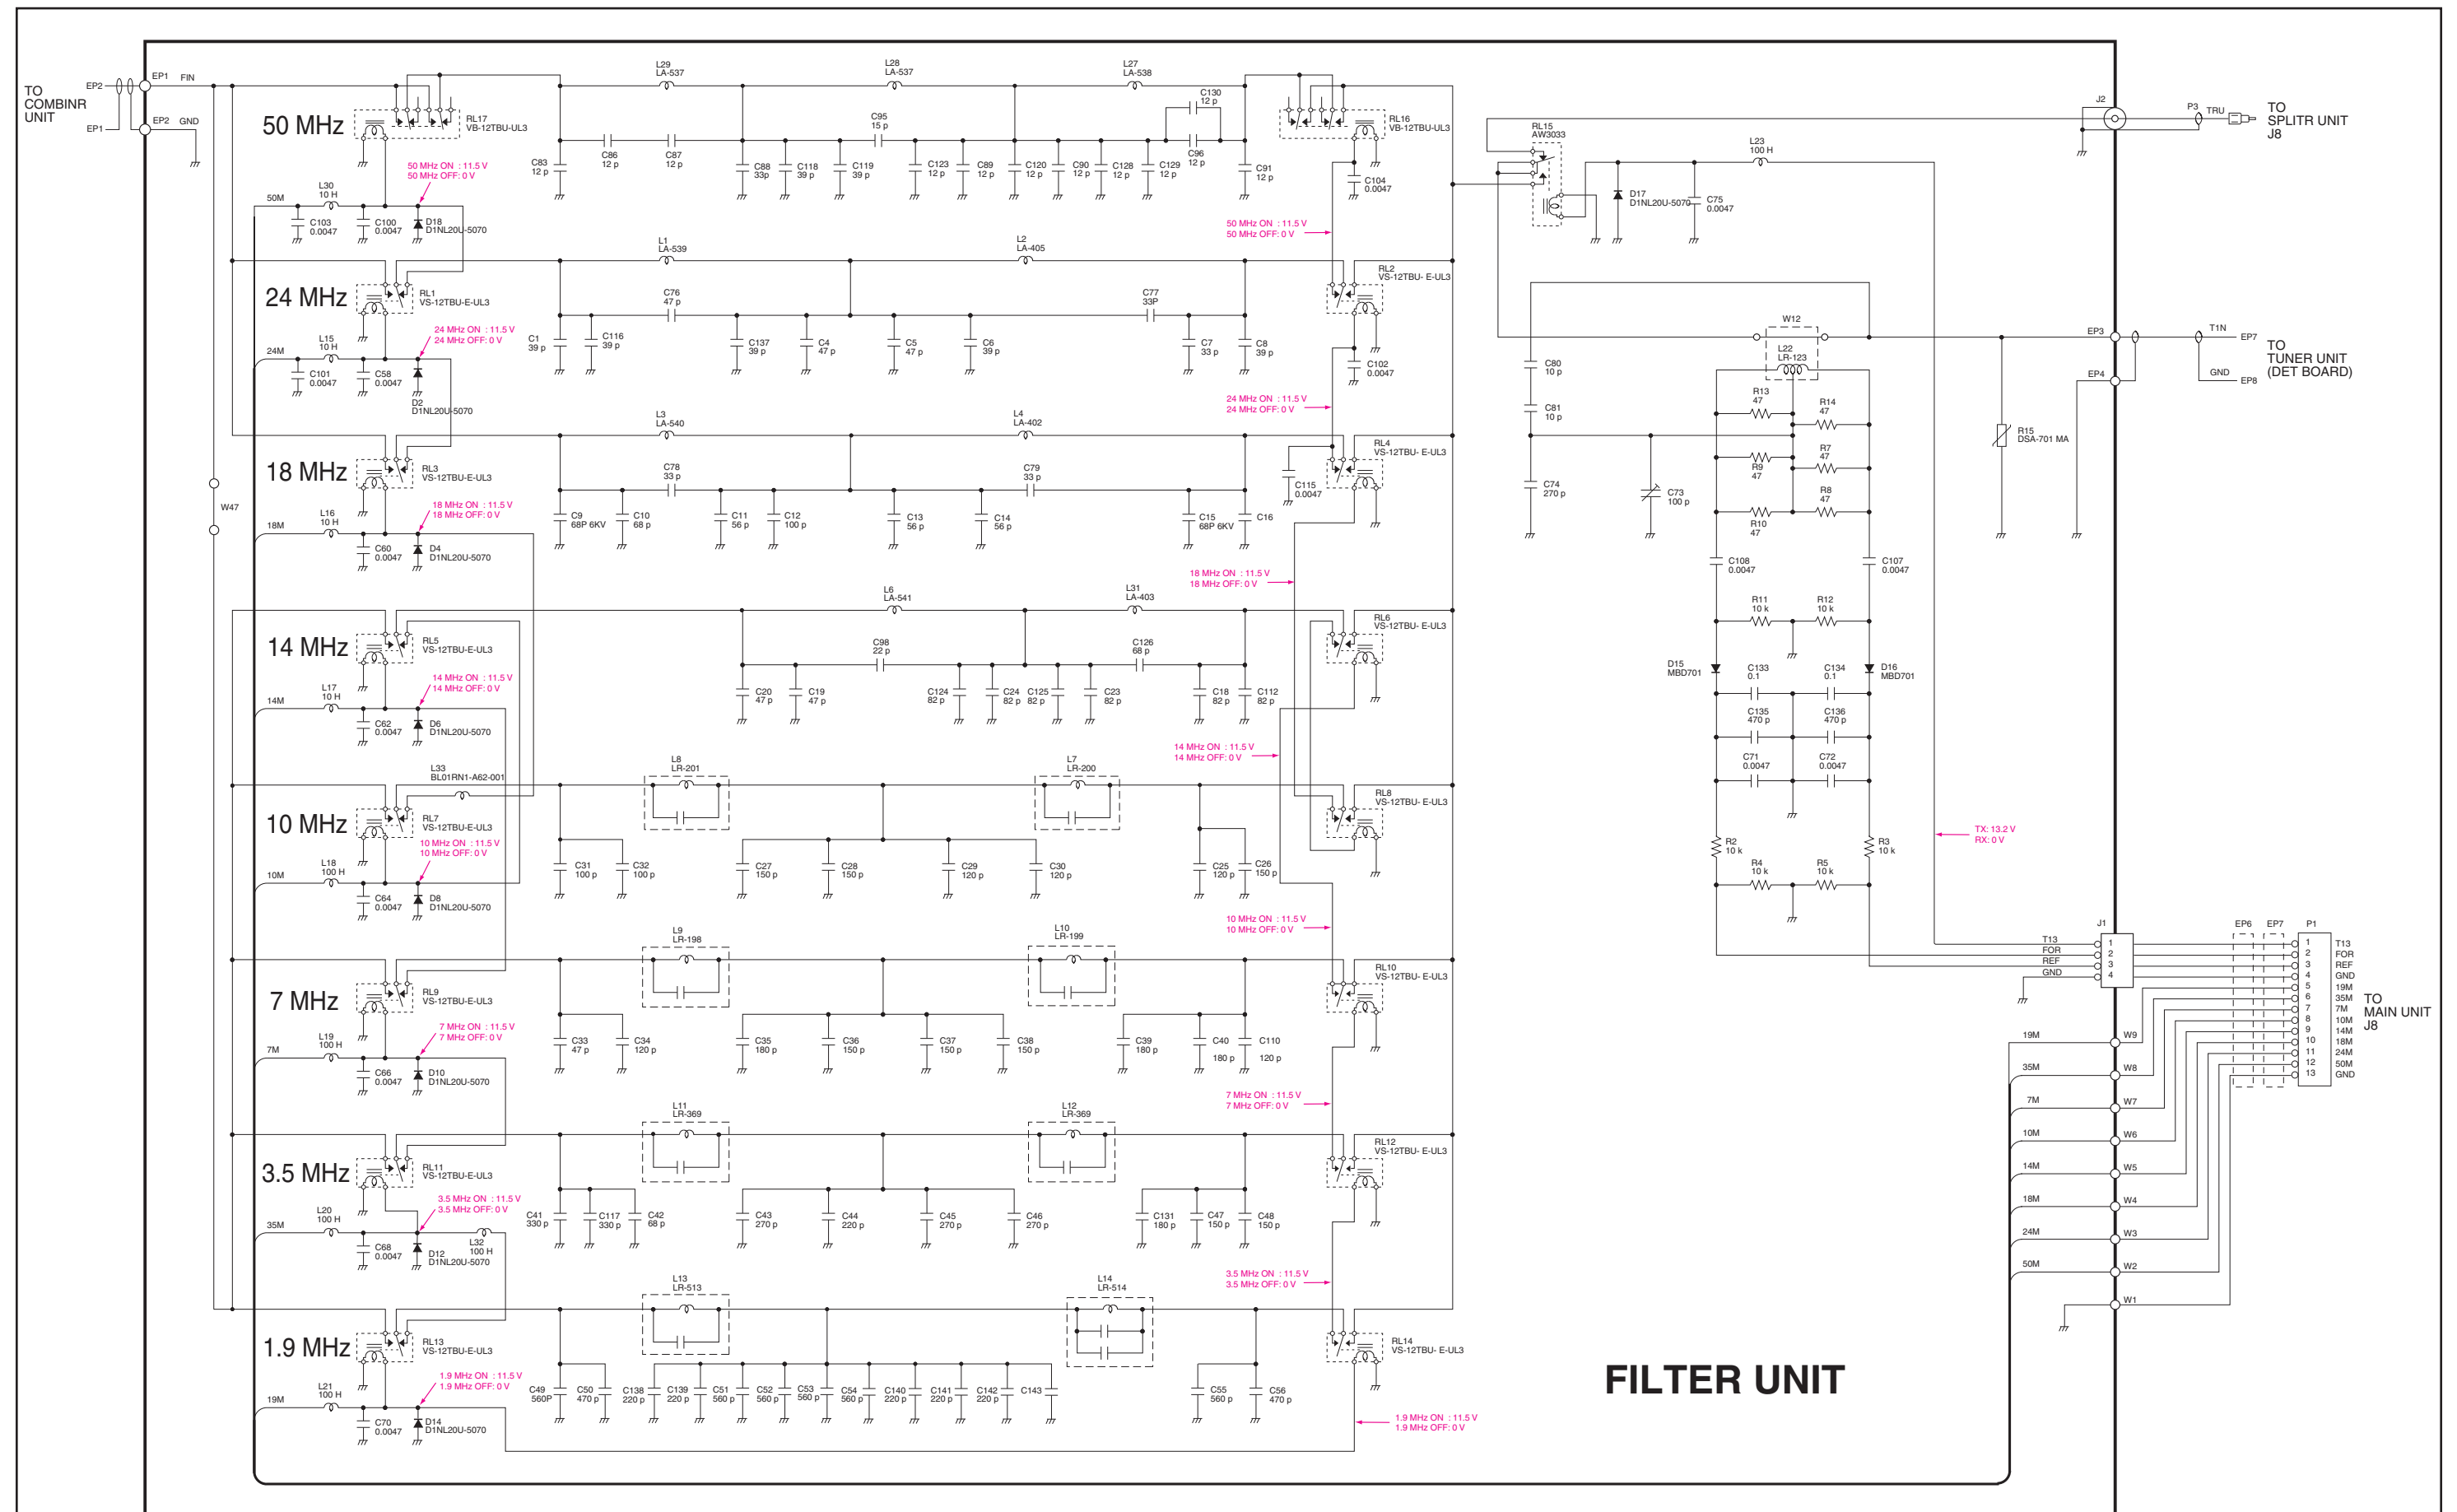 TO
COMBINR
UNIT
EP2
EP1
EP1 FIN
EP2 GND
50 MHz
RL17
VB-12TBU-UL3
L29
LA-537
L28
LA-537
L27
LA-538
C130
12 p
C95
15 p
C83
12 p
C86
12 p
C87
12 p
C88
33p
C118
39 p
C119
39 p
C123
12 p
C89
12 p
C120
12 p
C90
12 p
C128
12 p
C129
12 p
C96
12 p
C91
12 p
RL16
VB-12TBU-UL3
C104
0.0047
50 MHz ON : 11.5 V
50 MHz OFF: 0 V
50M
L30
10 H
C103
0.0047
C100
0.0047
D18
D1NL20U-5070
50 MHz ON : 11.5 V
50 MHz OFF: 0 V
24 MHz
RL1
VS-12TBU-E-UL3
L1
LA-539
L2
LA-405
C76
47 p
C77
33P
C1
39 p
C116
39 p
C137
39 p
C4
47 p
C5
47 p
C6
39 p
C7
33 p
C8
39 p
RL2
VS-12TBU- E-UL3
C102
0.0047
24 MHz ON : 11.5 V
24 MHz OFF: 0 V
24M
L15
10 H
C101
0.0047
C58
0.0047
D2
D1NL20U-5070
24 MHz ON : 11.5 V
24 MHz OFF: 0 V
18 MHz
RL3
VS-12TBU-E-UL3
L3
LA-540
L4
LA-402
C78
33 p
C79
33 p
C9
68P 6KV
C10
68 p
C11
56 p
C12
100 p
C13
56 p
C14
56 p
C15
68P 6KV
C16
C115
0.0047
RL4
VS-12TBU- E-UL3
W47
18 MHz ON : 11.5 V
18 MHz OFF: 0 V
18M
L16
10 H
C60
0.0047
D4
D1NL20U-5070
18 MHz ON : 11.5 V
18 MHz OFF: 0 V
14 MHz
RL5
VS-12TBU-E-UL3
L6
LA-541
L31
LA-403
C98
22 p
C126
68 p
C20
47 p
C19
47 p
C124
82 p
C24
82 p
C125
82 p
C23
82 p
C18
82 p
C112
82 p
RL6
VS-12TBU- E-UL3
14 MHz ON : 11.5 V
14 MHz OFF: 0 V
14M
L17
10 H
C62
0.0047
D6
D1NL20U-5070
14 MHz ON : 11.5 V
14 MHz OFF: 0 V
10 MHz
L33
BL01RN1-A62-001
RL7
VS-12TBU-E-UL3
L8
LR-201
L7
LR-200
C31
100 p
C32
100 p
C27
150 p
C28
150 p
C29
120 p
C30
120 p
C25
120 p
C26
150 p
RL8
VS-12TBU- E-UL3
10 MHz ON : 11.5 V
10 MHz OFF: 0 V
10M
L18
100 H
C64
0.0047
D8
D1NL20U-5070
10 MHz ON : 11.5 V
10 MHz OFF: 0 V
7 MHz
RL9
VS-12TBU-E-UL3
L9
LR-198
L10
LR-199
C33
47 p
C34
120 p
C35
180 p
C36
150 p
C37
150 p
C38
150 p
C39
180 p
C40
180 p
C110
120 p
RL10
VS-12TBU- E-UL3
7 MHz ON : 11.5 V
7 MHz OFF: 0 V
7M
L19
100 H
C66
0.0047
D10
D1NL20U-5070
7 MHz ON : 11.5 V
7 MHz OFF: 0 V
3.5 MHz
RL11
VS-12TBU-E-UL3
L11
LR-369
L12
LR-369
C41
330 p
C117
330 p
C42
68 p
C43
270 p
C44
220 p
C45
270 p
C46
270 p
C131
180 p
C47
150 p
C48
150 p
RL12
VS-12TBU- E-UL3
3.5 MHz ON : 11.5 V
3.5 MHz OFF: 0 V
35M
L20
100 H
C68
0.0047
D12
D1NL20U-5070
L32
100 H
3.5 MHz ON : 11.5 V
3.5 MHz OFF: 0 V
1.9 MHz
RL13
VS-12TBU-E-UL3
L13
LR-513
L14
LR-514
C49
560P
C50
470 p
C138
220 p
C139
220 p
C51
560 p
C52
560 p
C53
560 p
C54
560 p
C140
220 p
C141
220 p
C142
220 p
C143
C55
560 p
C56
470 p
RL14
VS-12TBU- E-UL3
1.9 MHz ON : 11.5 V
1.9 MHz OFF: 0 V
19M
L21
100 H
C70
0.0047
D14
D1NL20U-5070
1.9 MHz ON : 11.5 V
1.9 MHz OFF: 0 V
RL15
AW3033
D17
D1NL20U-5070
C75
0.0047
L23
100 H
J2
P3 TRU
TO
SPLITR UNIT
J8
W12
L22
LR-123
C80
10 p
C81
10 p
C74
270 p
C73
100 p
R13
47
R14
47
R9
47
R7
47
R10
47
R8
47
C108
0.0047
C107
0.0047
R11
10 k
R12
10 k
D15
MBD701
D16
MBD701
C133
0.1
C134
0.1
C135
470 p
C136
470 p
C71
0.0047
C72
0.0047
R2
10 k
R3
10 k
R4
10 k
R5
10 k
R15
DSA-701 MA
EP3
EP4
T1N
EP7
GND
EP8
TO
TUNER UNIT
(DET BOARD)
TX: 13.2 V
RX: 0 V
J1
T13 1
FOR 2
REF 3
GND 4
EP6
EP7
P1
1 T13
2 FOR
3 REF
4 GND
5 19M
6 35M
7 7M
8 10M
9 14M
10 18M
11 24M
12 50M
13 GND
TO
MAIN UNIT
J8
19M W9
35M W8
7M W7
10M W6
14M W5
18M W4
24M W3
50M W2
W1
FILTER UNIT